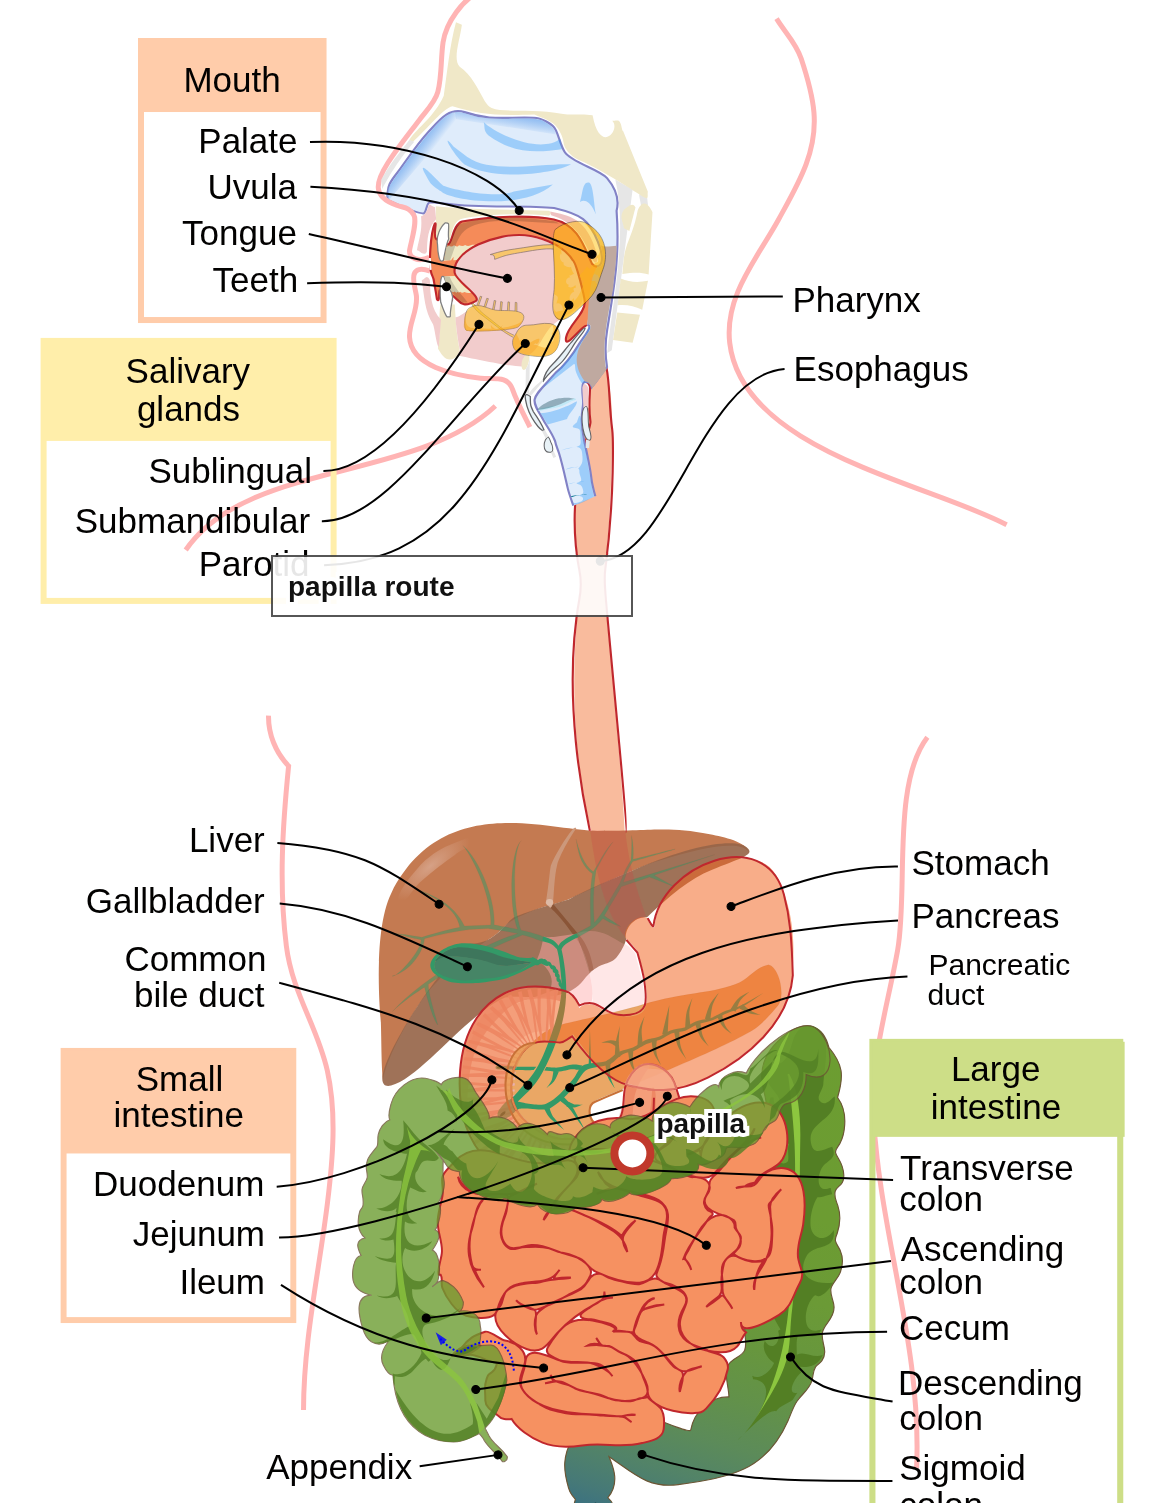 Mouth
Palate
Uvula
Tongue
Teeth
Salivary
glands
Sublingual
Submandibular
Parotid
papilla route
Pharynx
Esophagus
Liver
Gallbladder
Common
bile duct
Stomach
Pancreas
Pancreatic
duct
Small
intestine
Duodenum
Jejunum
Ileum
papilla
Large
intestine
Transverse
colon
Ascending
colon
Cecum
Descending
colon
Sigmoid
colon
Appendix